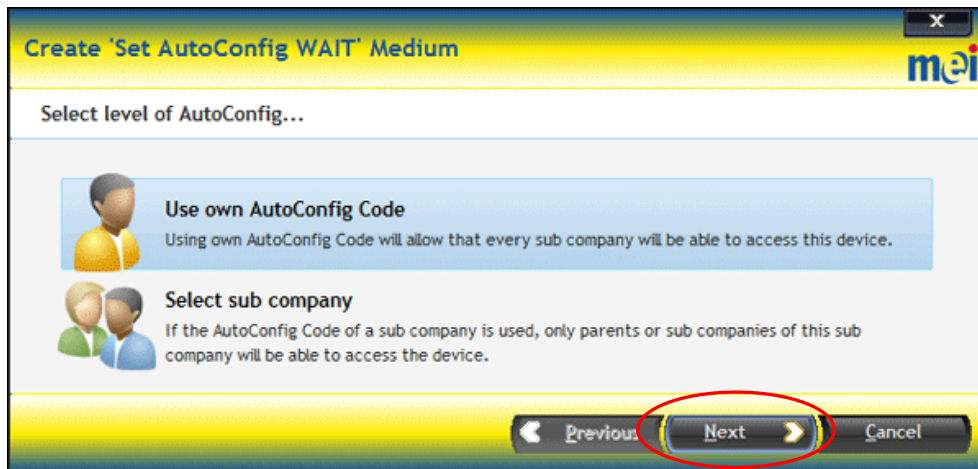 x
Create 'Set AutoConfig WAIT' Medium
mei
Select level of AutoConfig...
Use own AutoConfig Code
Using own AutoConfig Code will allow that every sub company will be able to access this device.
Select sub company
If the AutoConfig Code of a sub company is used, only parents or sub companies of this sub
company will be able to access the device.
Previous Next Cancel